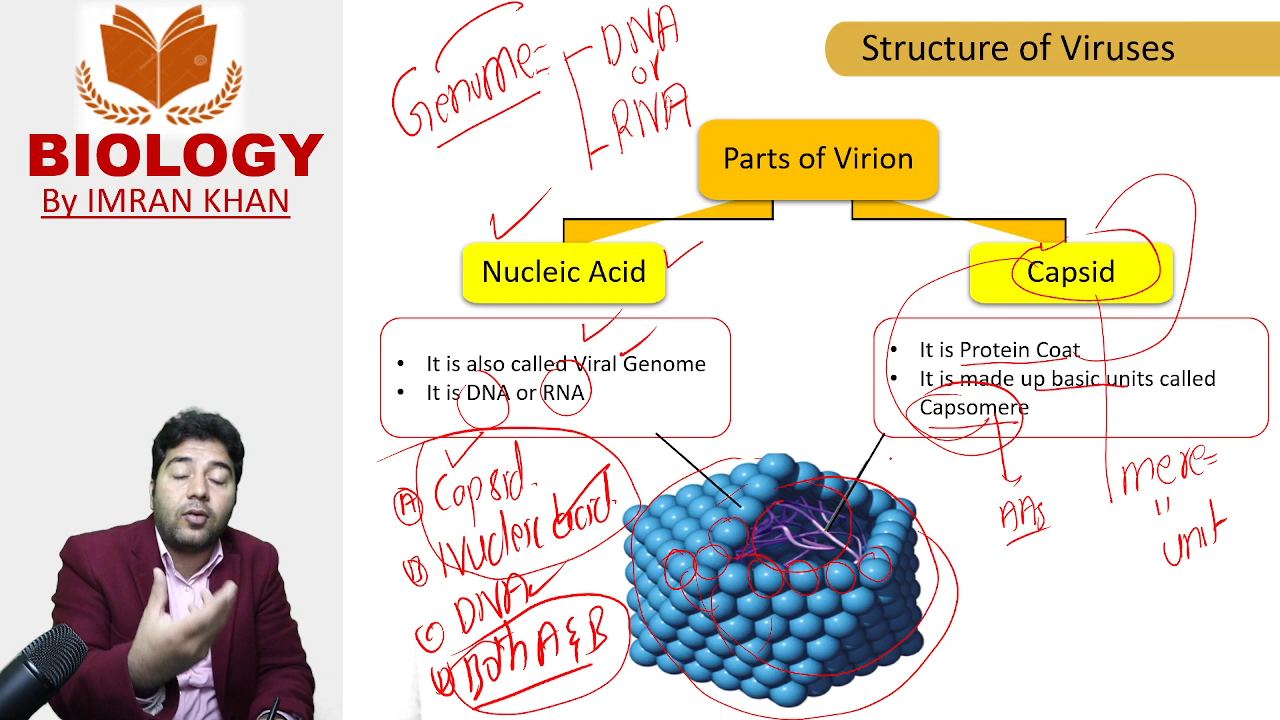 BIOLOGY
By IMRAN KHAN
Structure of Viruses
Genome=
DNA
or
RNA
Parts of Virion
Nucleic Acid
• It is also called Viral Genome
• It is DNA or RNA
Capsid
• It is Protein Coat
• It is made up basic units called
Capsomere
A Capsid.
B Nucleic acid.
C DNA
D Both A & B
AAs
mere=
"
unit